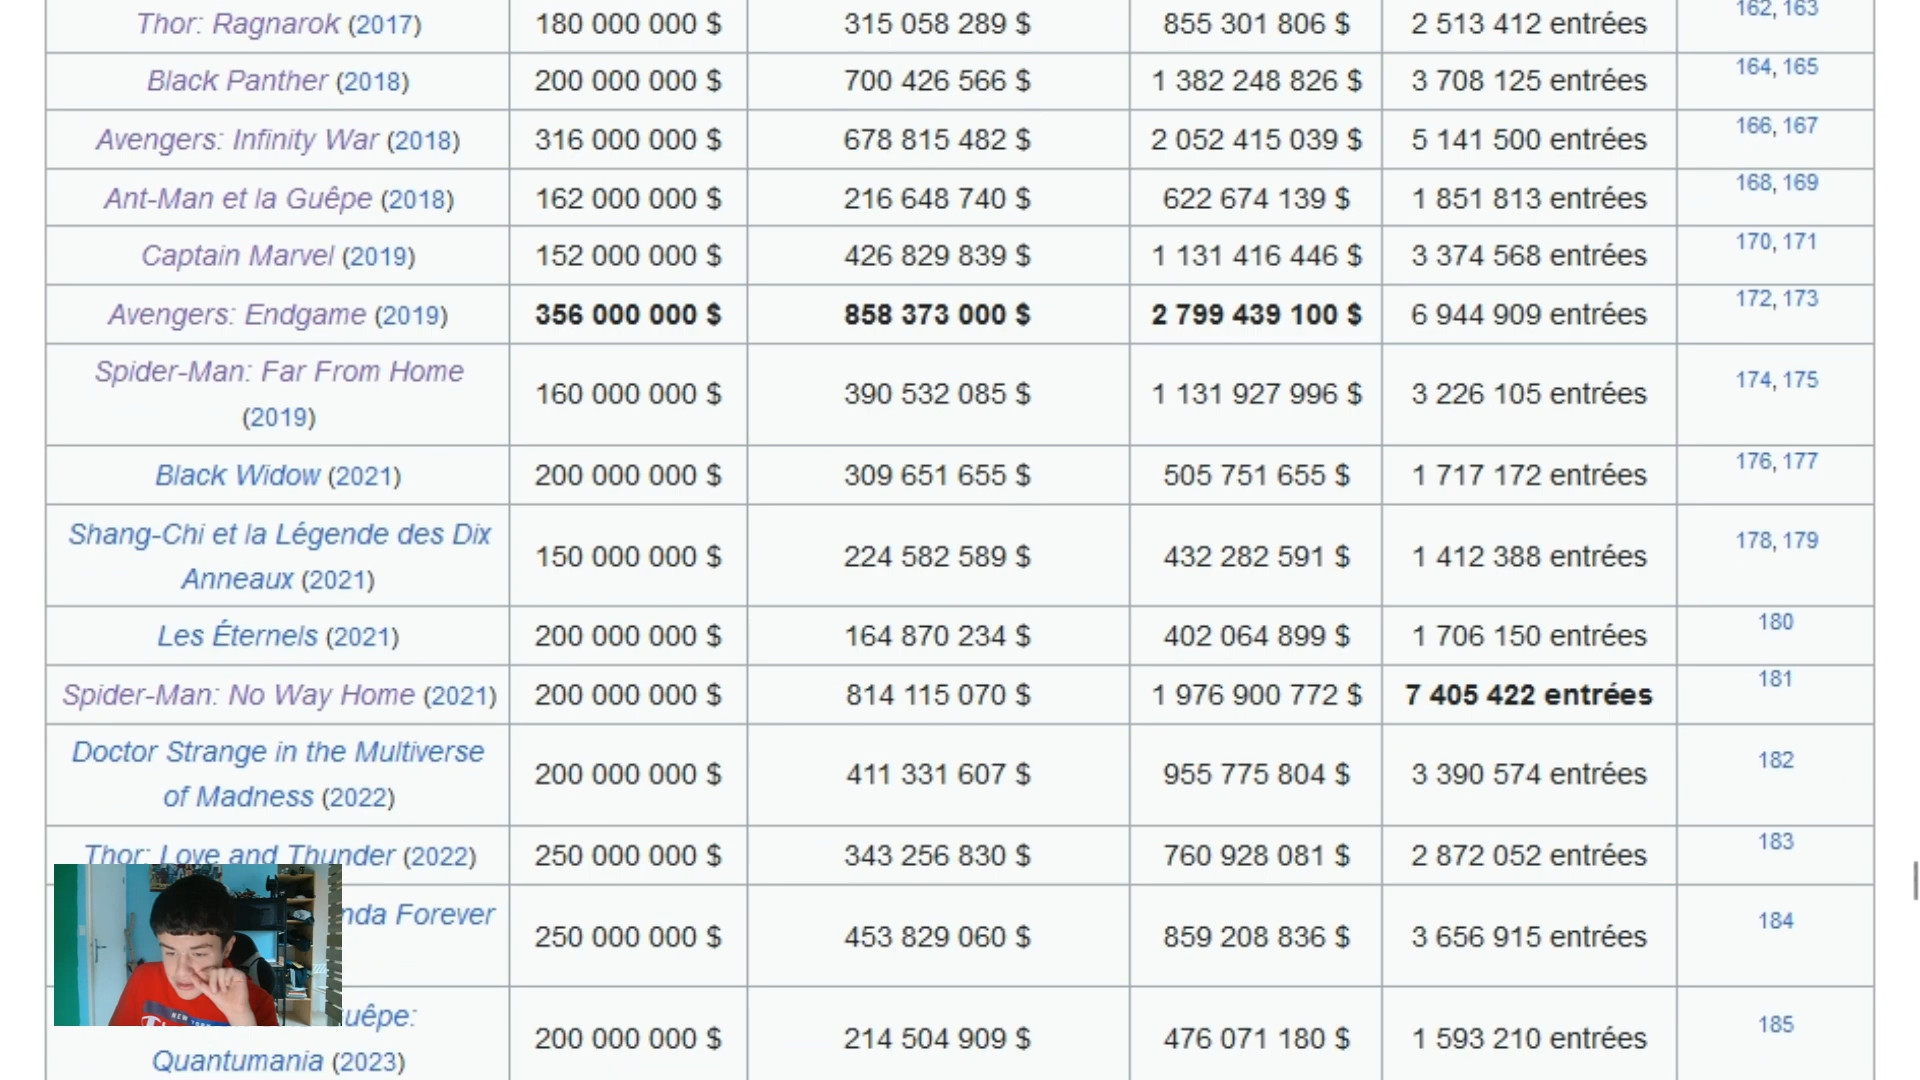 Thor: Ragnarok (2017) 180 000 000 $ 315 058 289 $ 855 301 806 $ 2 513 412 entrées 162, 163
Black Panther (2018) 200 000 000 $ 700 426 566 $ 1 382 248 826 $ 3 708 125 entrées 164, 165
Avengers: Infinity War (2018) 316 000 000 $ 678 815 482 $ 2 052 415 039 $ 5 141 500 entrées 166, 167
Ant-Man et la Guêpe (2018) 162 000 000 $ 216 648 740 $ 622 674 139 $ 1 851 813 entrées 168, 169
Captain Marvel (2019) 152 000 000 $ 426 829 839 $ 1 131 416 446 $ 3 374 568 entrées 170, 171
Avengers: Endgame (2019) 356 000 000 $ 858 373 000 $ 2 799 439 100 $ 6 944 909 entrées 172, 173
Spider-Man: Far From Home
(2019) 160 000 000 $ 390 532 085 $ 1 131 927 996 $ 3 226 105 entrées 174, 175
Black Widow (2021) 200 000 000 $ 309 651 655 $ 505 751 655 $ 1 717 172 entrées 176, 177
Shang-Chi et la Légende des Dix
Anneaux (2021) 150 000 000 $ 224 582 589 $ 432 282 591 $ 1 412 388 entrées 178, 179
Les Éternels (2021) 200 000 000 $ 164 870 234 $ 402 064 899 $ 1 706 150 entrées 180
Spider-Man: No Way Home (2021) 200 000 000 $ 814 115 070 $ 1 976 900 772 $ 7 405 422 entrées 181
Doctor Strange in the Multiverse
of Madness (2022) 200 000 000 $ 411 331 607 $ 955 775 804 $ 3 390 574 entrées 182
Thor: Love and Thunder (2022) 250 000 000 $ 343 256 830 $ 760 928 081 $ 2 872 052 entrées 183
nda Forever
250 000 000 $ 453 829 060 $ 859 208 836 $ 3 656 915 entrées 184
uêpe:
Quantumania (2023) 200 000 000 $ 214 504 909 $ 476 071 180 $ 1 593 210 entrées 185
NEW